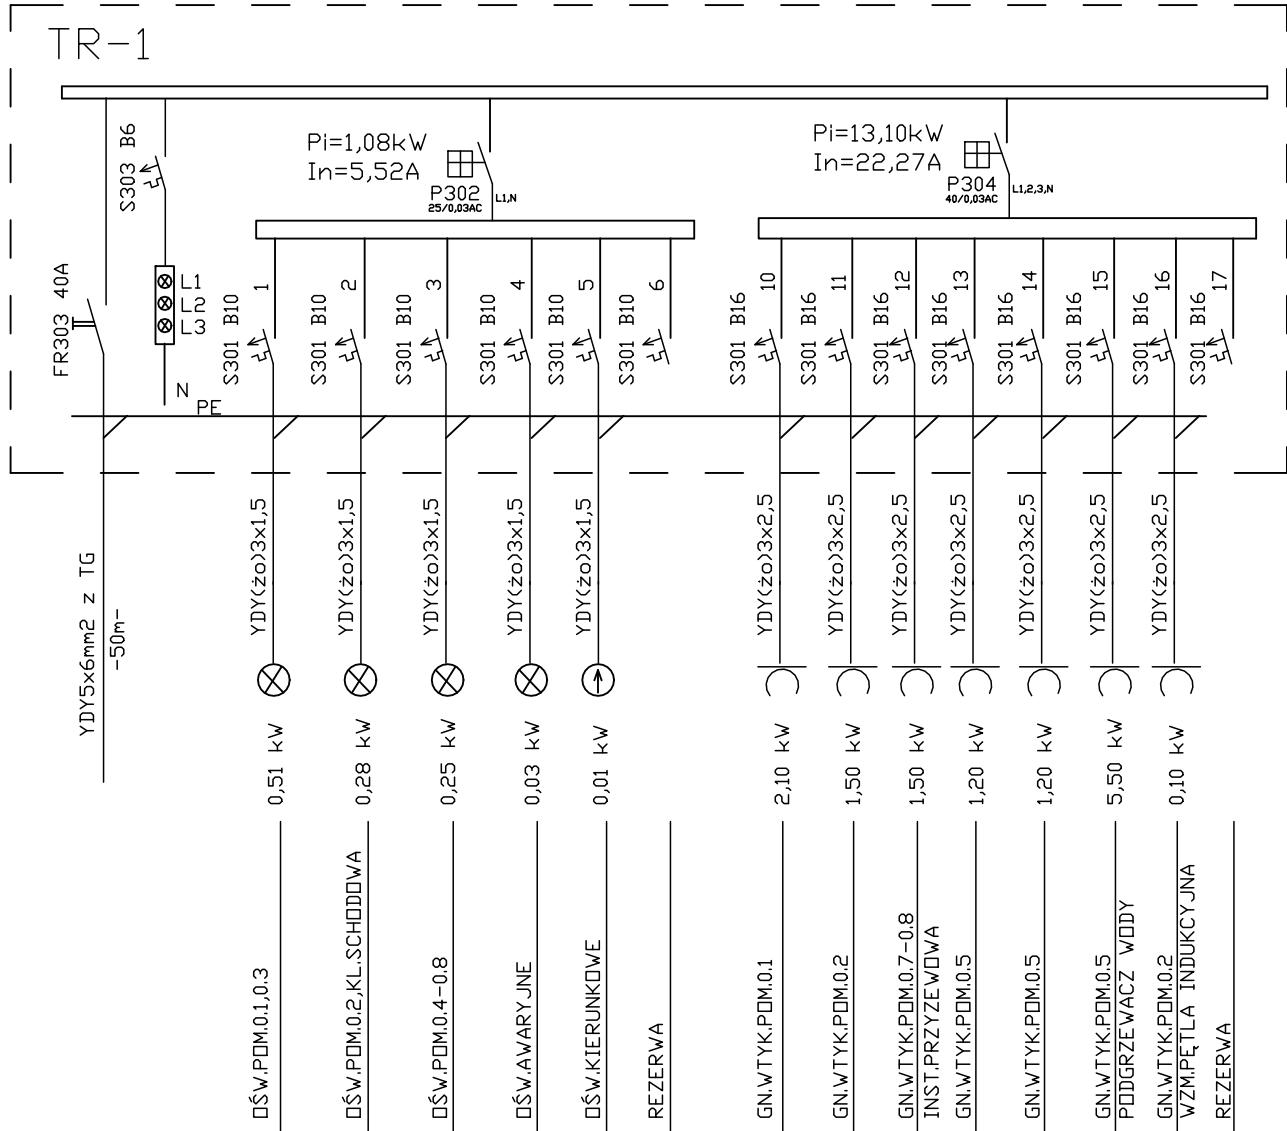 TR-1
FR303 40A
S303 B6
L1
L2
L3
N
PE
Pi=1,08kW
In=5,52A
P302
25/0,03AC
L1,N
Pi=13,10kW
In=22,27A
P304
40/0,03AC
L1,2,3,N
S301 B10
1
S301 B10
2
S301 B10
3
S301 B10
4
S301 B10
5
S301 B10
6
S301 B16
10
S301 B16
11
S301 B16
12
S301 B16
13
S301 B16
14
S301 B16
15
S301 B16
16
S301 B16
17
YDY5x6mm2 z TG
-50m-
YDY(żo)3x1,5
YDY(żo)3x1,5
YDY(żo)3x1,5
YDY(żo)3x1,5
YDY(żo)3x1,5
YDY(żo)3x2,5
YDY(żo)3x2,5
YDY(żo)3x2,5
YDY(żo)3x2,5
YDY(żo)3x2,5
YDY(żo)3x2,5
YDY(żo)3x2,5
0,51 kW
0,28 kW
0,25 kW
0,03 kW
0,01 kW
2,10 kW
1,50 kW
1,50 kW
1,20 kW
1,20 kW
5,50 kW
0,10 kW
OŚW.POM.0.1,0.3
OŚW.POM.0.2,KL.SCHODOWA
OŚW.POM.0.4-0.8
OŚW.AWARYJNE
OŚW.KIERUNKOWE
REZERWA
GN.WTYK.POM.0.1
GN.WTYK.POM.0.2
GN.WTYK.POM.0.7-0.8
INST.PRZYZEWOWA
GN.WTYK.POM.0.5
GN.WTYK.POM.0.5
GN.WTYK.POM.0.5
PODGRZEWACZ WODY
GN.WTYK.POM.0.2
WZM.PĘTLA INDUKCYJNA
REZERWA